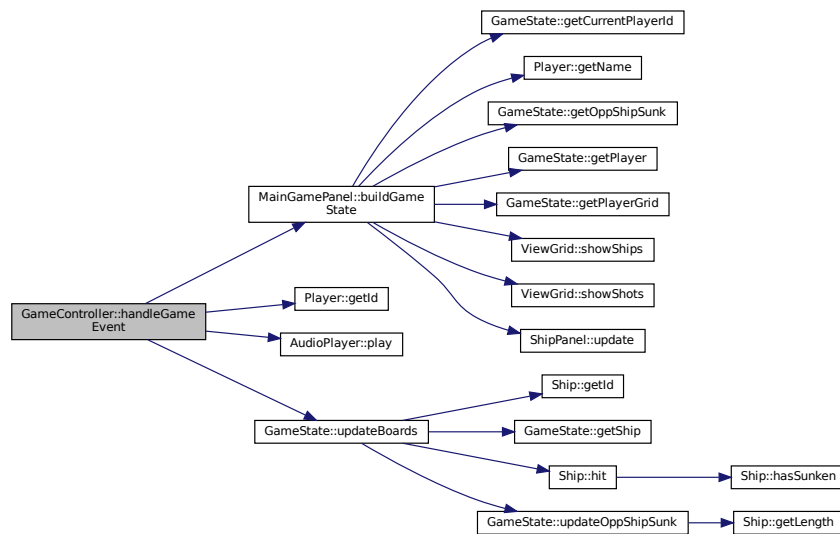 GameState::getCurrentPlayerId
Player::getName
GameState::getOppShipSunk
GameState::getPlayer
MainGamePanel::buildGame
State
GameState::getPlayerGrid
ViewGrid::showShips
ViewGrid::showShots
ShipPanel::update
GameController::handleGame
Event
Player::getId
AudioPlayer::play
GameState::updateBoards
Ship::getId
GameState::getShip
Ship::hit
Ship::hasSunken
GameState::updateOppShipSunk
Ship::getLength